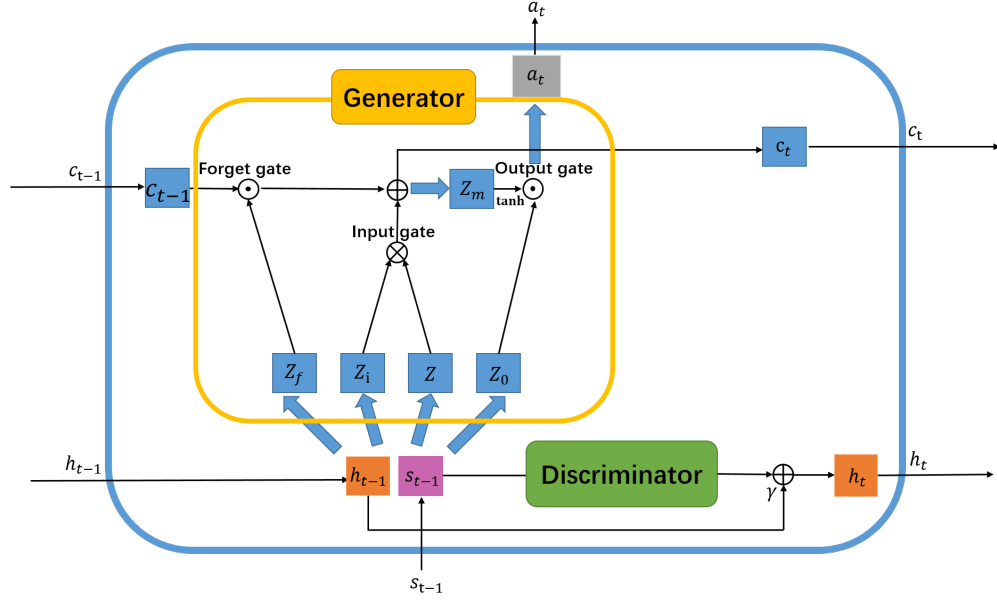 a_t
a_t
Generator
c_t
c_{t-1}
Forget gate
Output gate
c_t
C_{t-1}
Z_m
tanh
Input gate
Z_f
Z_i
Z
Z_0
h_{t-1}
h_{t-1}
s_{t-1}
Discriminator
γ
h_t
h_t
s_{t-1}